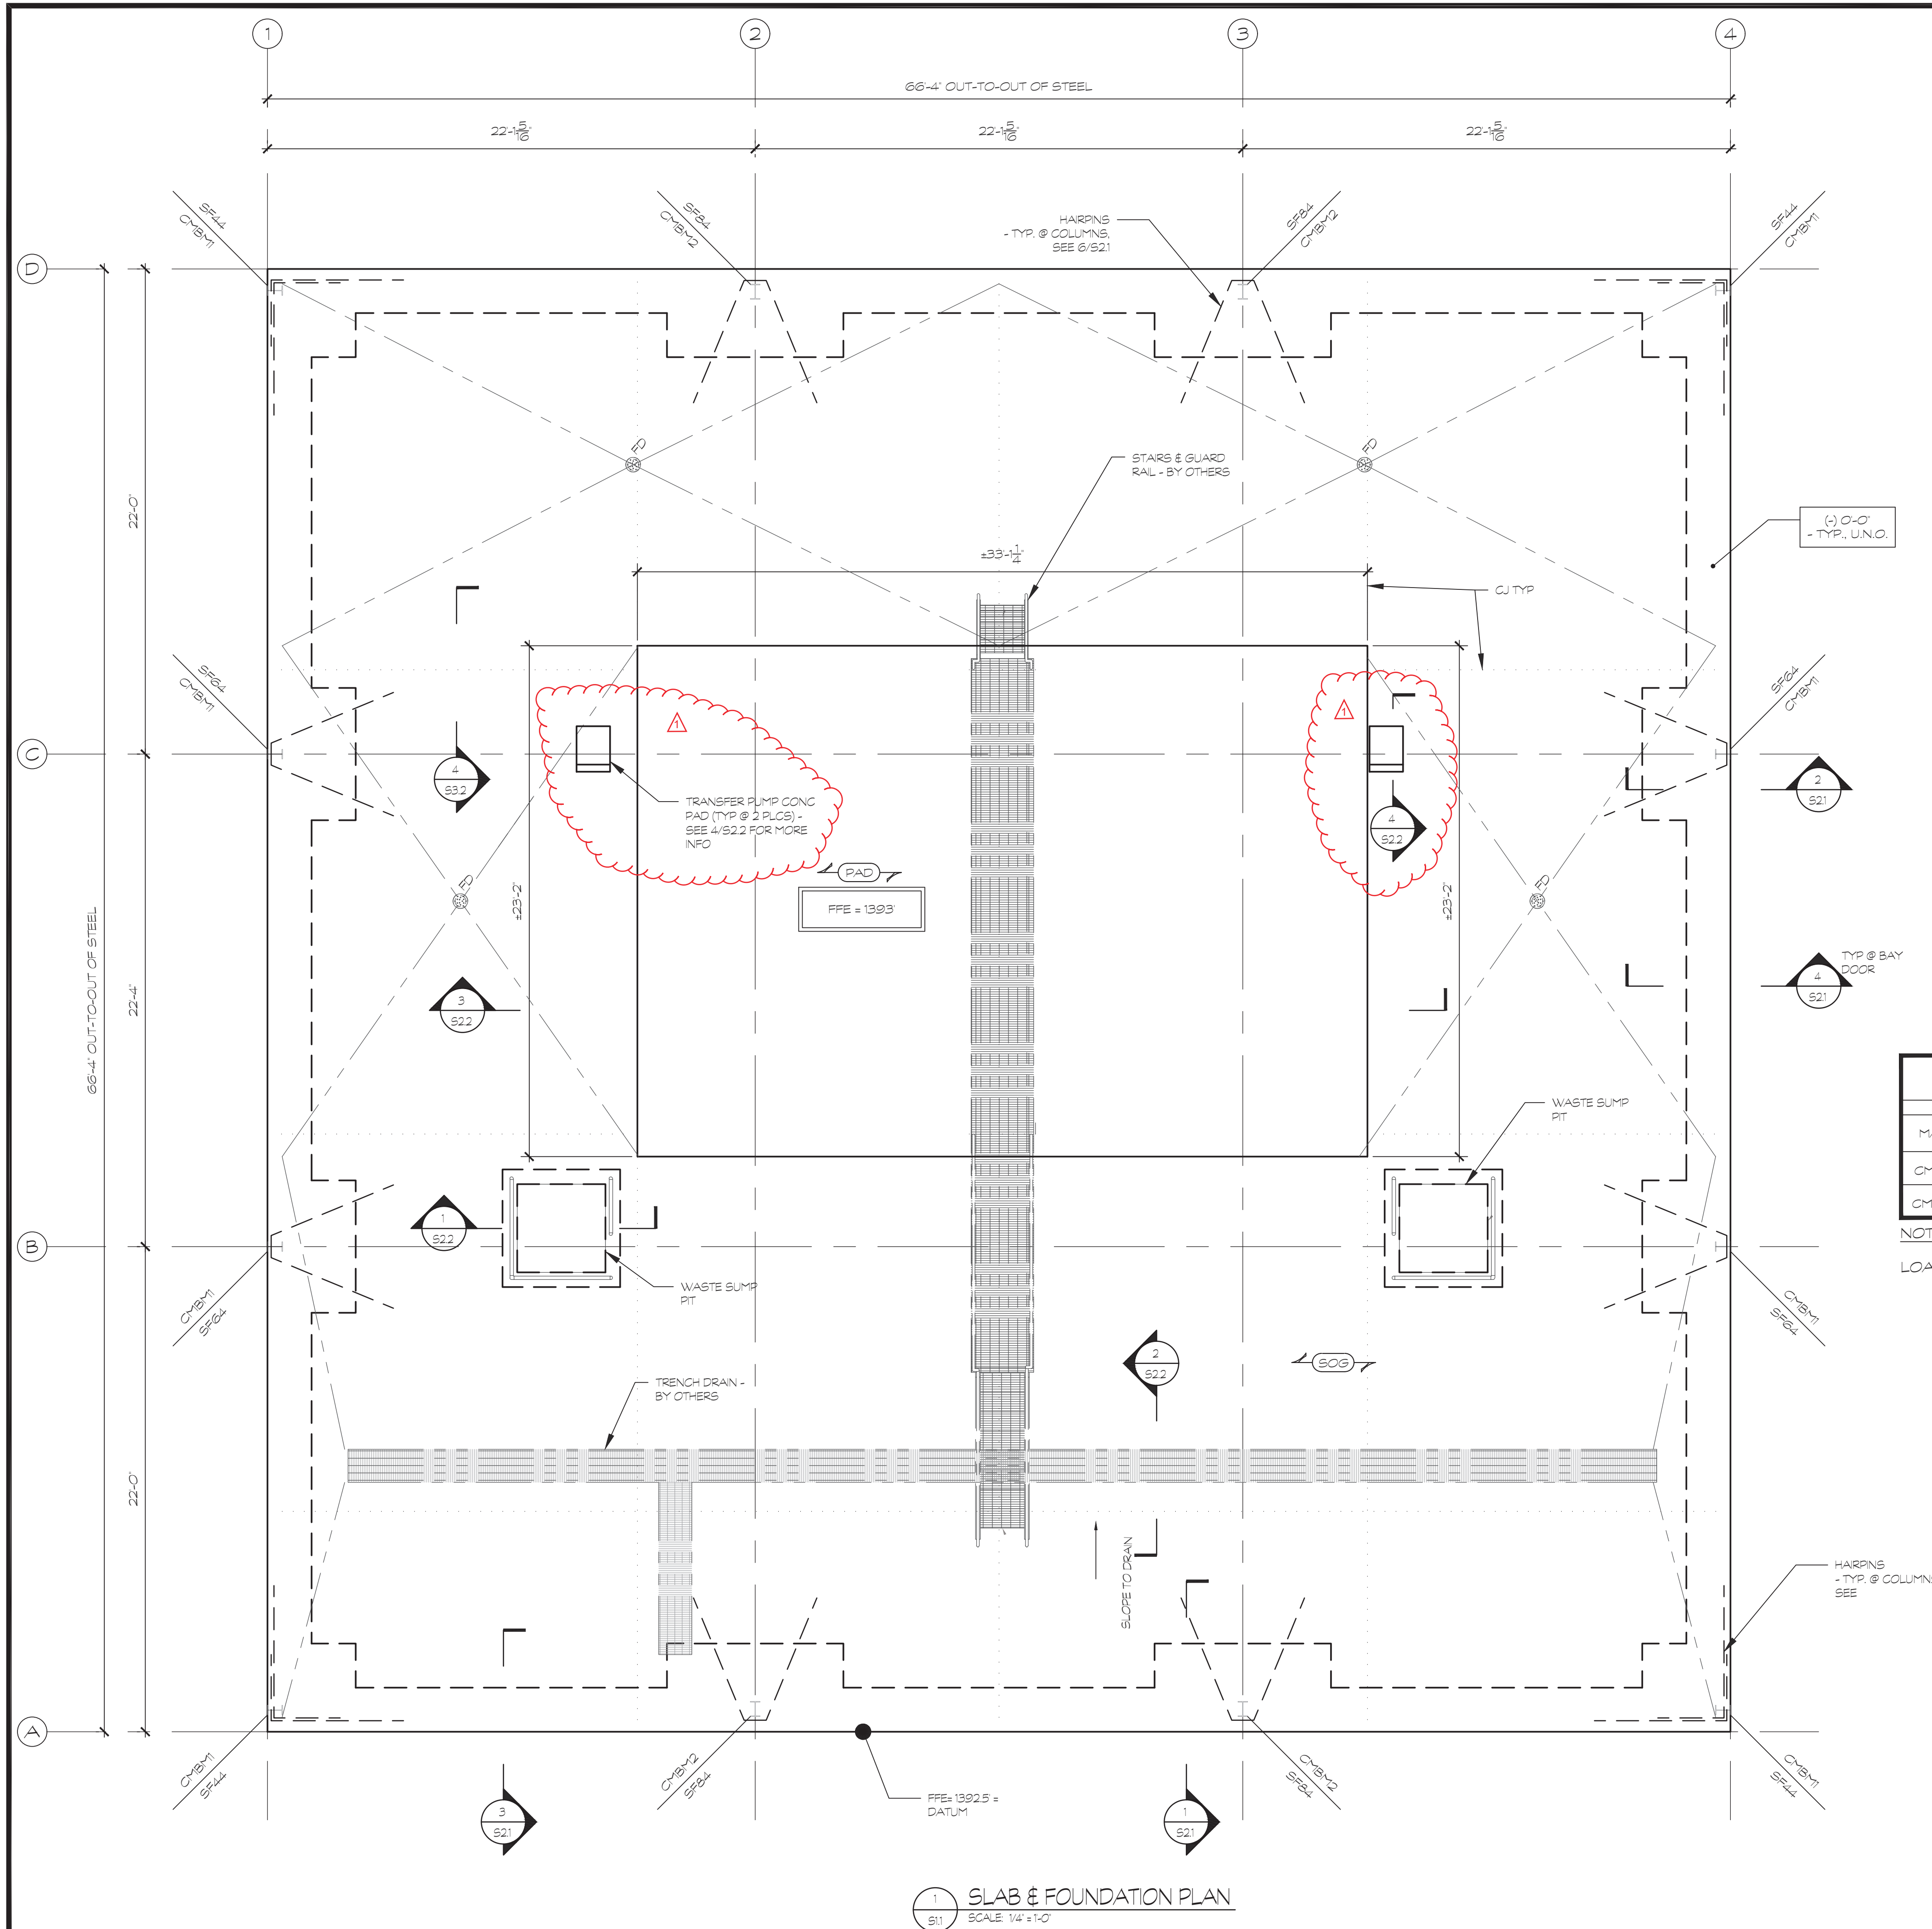 1 2 3 4
66'-4" OUT-TO-OUT OF STEEL
22'-1 5/16" 22'-1 5/16" 22'-1 5/16"
SF44
CMBM1
SF84
CMBM2
HAIRPINS
- TYP. @ COLUMNS,
SEE 6/S2.1
SF84
CMBM2
SF44
CMBM1
D
FD
FD
STAIRS & GUARD
RAIL - BY OTHERS
22'-0"
(-) 0'-0"
- TYP., U.N.O.
±33'-1 1/4"
CJ TYP
SF64
CMBM1
SF64
CMBM1
1
1
C
4
S3.2
TRANSFER PUMP CONC
PAD (TYP @ 2 PLCS) -
SEE 4/S2.2 FOR MORE
INFO
4
S2.2
2
S2.1
PAD
FFE = 1393'
±23'-2"
±23'-2"
FD
FD
66'-4" OUT-TO-OUT OF STEEL
22'-4"
3
S2.2
4
S2.1
TYP @ BAY
DOOR
WASTE SUMP
PIT
1
S2.2
B
WASTE SUMP
PIT
NOT
LOA
CMBM1
SF64
CMBM1
SF64
2
S2.2
SOG
TRENCH DRAIN -
BY OTHERS
22'-0"
SLOPE TO DRAIN
HAIRPINS
- TYP. @ COLUMN
SEE
A
CMBM1
SF44
CMBM2
SF84
CMBM2
SF84
CMBM1
SF44
FFE= 1392.5' =
DATUM
3
S2.1
1
S2.1
1
S1.1
SLAB & FOUNDATION PLAN
SCALE: 1/4" = 1'-0"